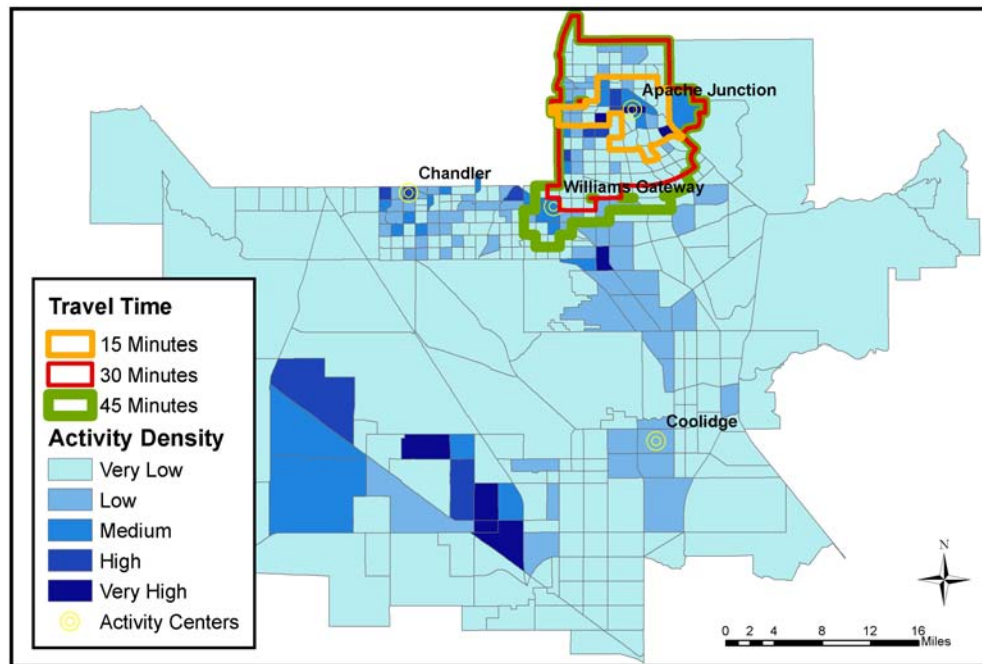 Apache Junction
Chandler
Williams Gateway
Travel Time
15 Minutes
30 Minutes
45 Minutes
Activity Density
Very Low
Low
Medium
High
Very High
Activity Centers
Coolidge
N
0 2 4 8 12 16
Miles